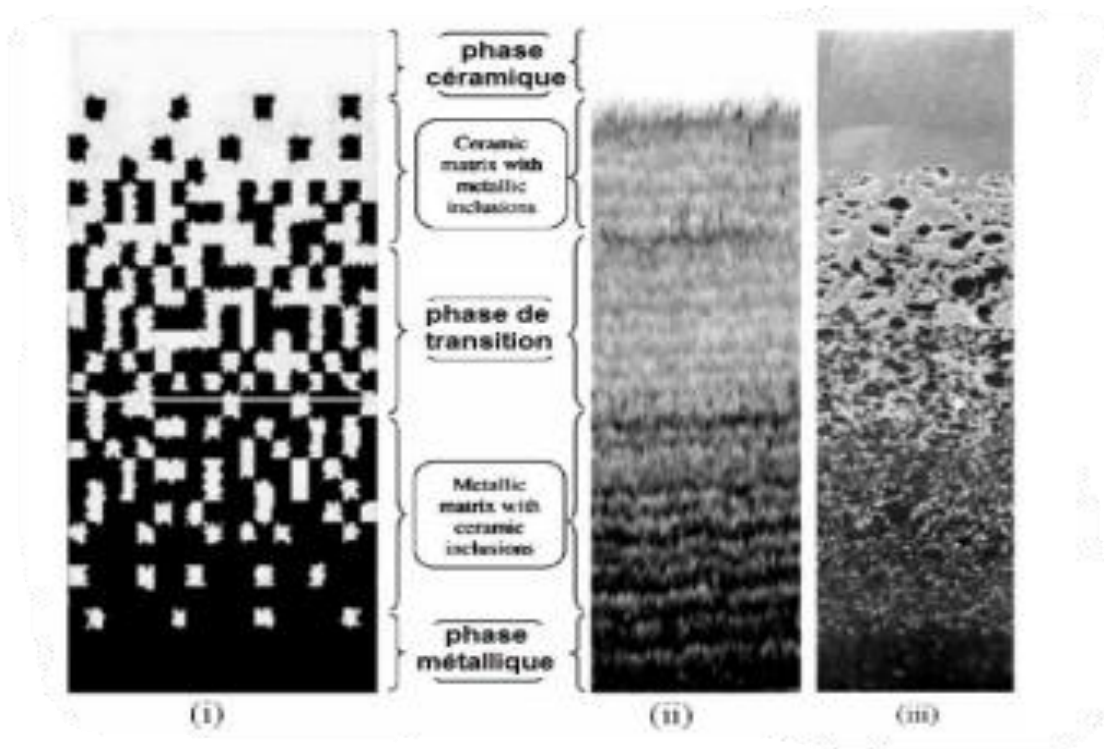 phase
céramique
Ceramic
matrix with
metallic
inclusions
phase de
transition
Metallic
matrix with
ceramic
inclusions
phase
métallique
(i)
(ii)
(iii)